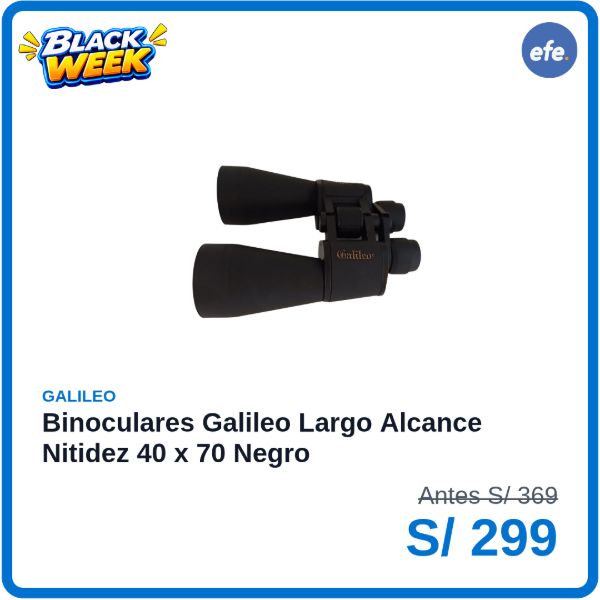 BLACK
WEEK
efe.
Galileo
GALILEO
Binoculares Galileo Largo Alcance
Nitidez 40 x 70 Negro
Antes S/ 369
S/ 299